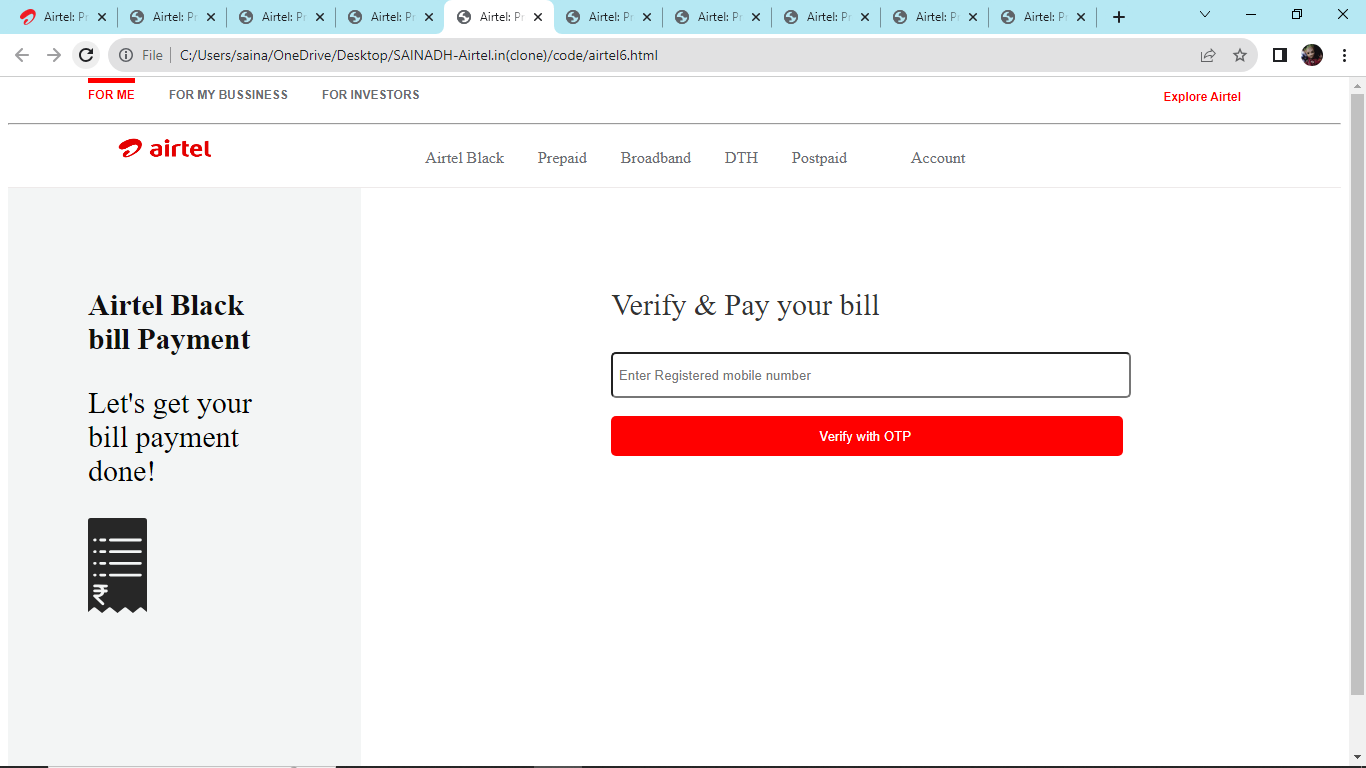 Airtel: Pr
Airtel: Pr
Airtel: Pr
Airtel: Pr
Airtel: Pr
Airtel: Pr
Airtel: Pr
Airtel: Pr
Airtel: Po
Airtel: Pr
File
C:/Users/saina/OneDrive/Desktop/SAINADH-Airtel.in(clone)/code/airtel6.html
FOR ME FOR MY BUSSINESS FOR INVESTORS Explore Airtel
airtel
Airtel Black Prepaid Broadband DTH Postpaid Account
Airtel Black
bill Payment
Let's get your
bill payment
done!
₹
Verify & Pay your bill
Enter Registered mobile number
Verify with OTP